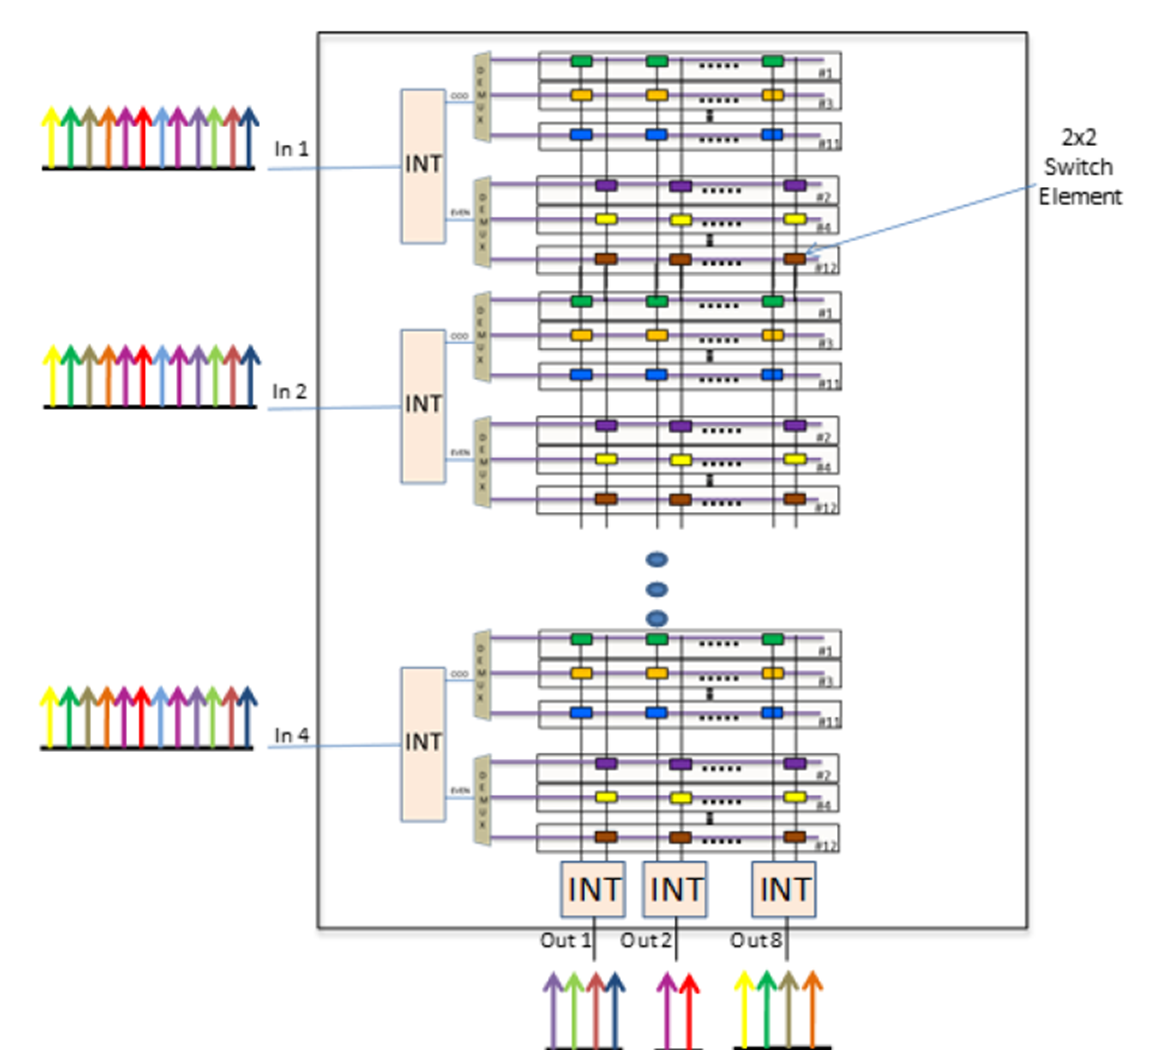 In 1
INT
ODD
EVEN
DEMUX
#1
#3
#11
DEMUX
#2
#4
#12
2x2
Switch
Element
In 2
INT
ODD
EVEN
DEMUX
#1
#3
#11
DEMUX
#2
#4
#12
In 4
INT
ODD
EVEN
DEMUX
#1
#3
#11
DEMUX
#2
#4
#12
INT INT INT
Out 1 Out 2 Out 8